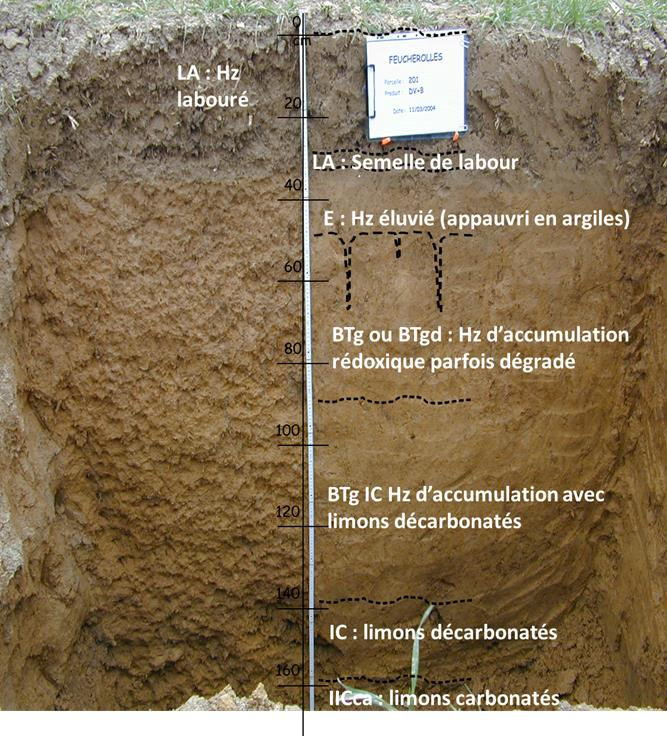 0
cm
LA : Hz
labouré
FEUCHEROLLES
Parcelle : 201
Produit : DV+B
Date : 11/03/2004
20
LA : Semelle de labour
40
E : Hz éluvié (appauvri en argiles)
60
BTg ou BTgd : Hz d’accumulation
rédoxique parfois dégradé
80
100
BTg IC Hz d’accumulation avec
limons décarbonatés
120
140
IC : limons décarbonatés
160
IICca : limons carbonatés